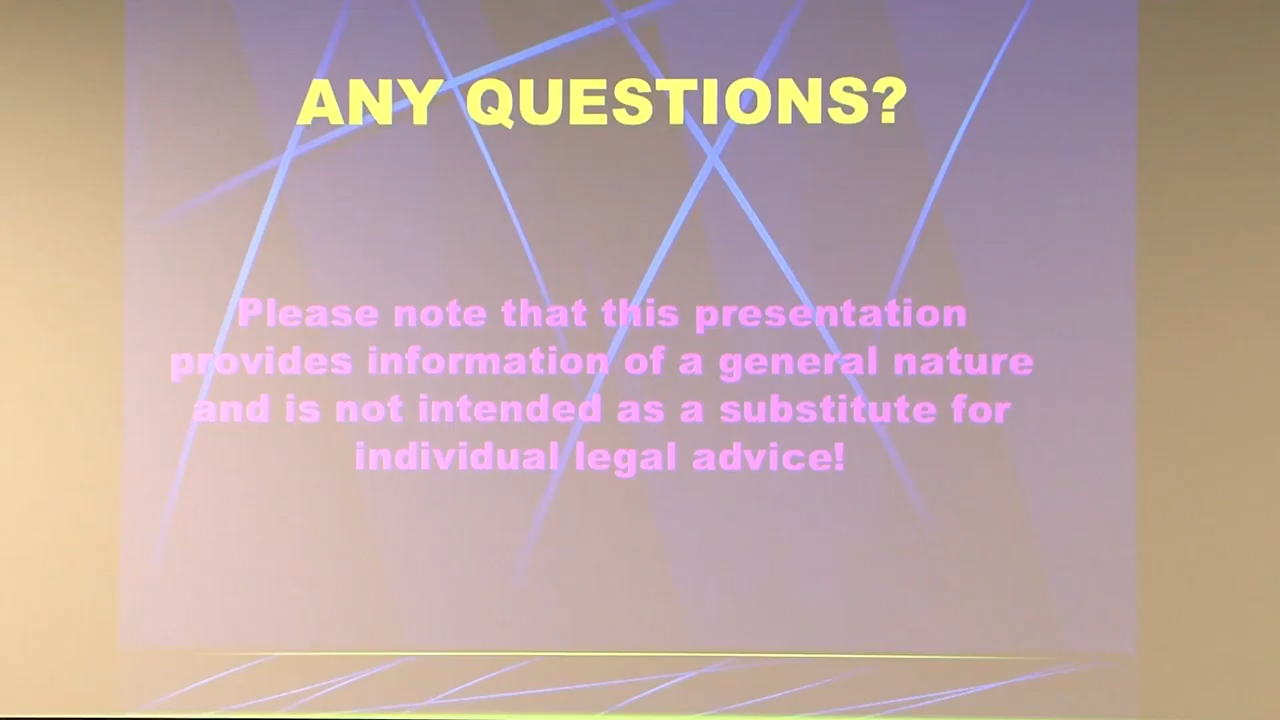 ANY QUESTIONS?
Please note that this presentation
provides information of a general nature
and is not intended as a substitute for
individual legal advice!